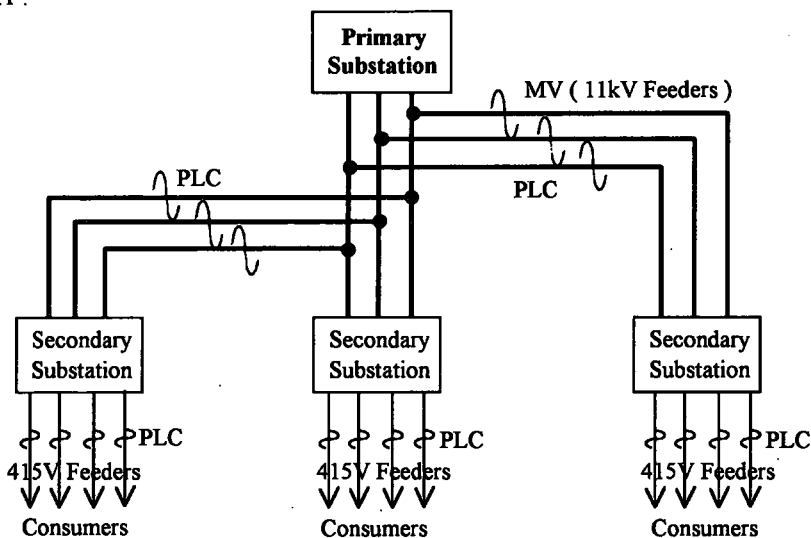 Primary
Substation
MV ( 11kV Feeders )
PLC
PLC
Secondary
Substation
Secondary
Substation
Secondary
Substation
PLC
PLC
PLC
415V Feeders
415V Feeders
415V Feeders
Consumers
Consumers
Consumers